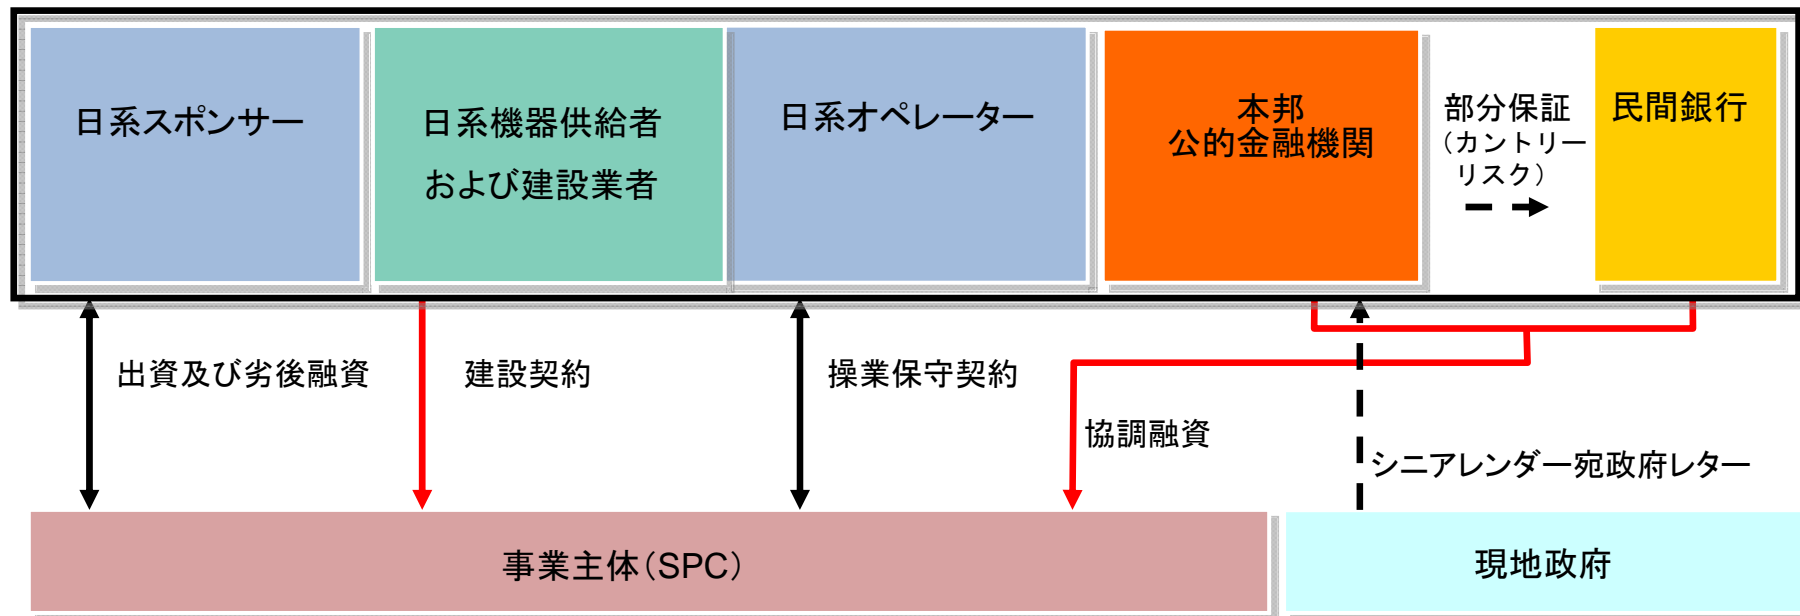 日系スポンサー
日系機器供給者
および建設業者
日系オペレーター
本邦
公的金融機関
部分保証
（カントリー
リスク）
民間銀行
出資及び劣後融資
建設契約
操業保守契約
協調融資
シニアレンダー宛政府レター
事業主体（SPC）
現地政府